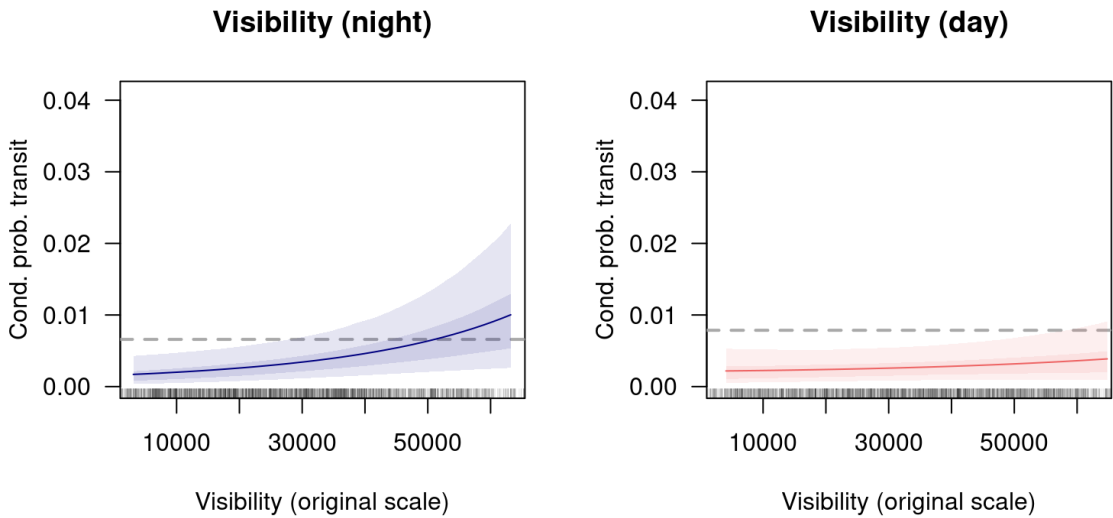 Visibility (night)
Cond. prob. transit
0.04
0.03
0.02
0.01
0.00
10000 30000 50000
Visibility (original scale)
Visibility (day)
Cond. prob. transit
0.04
0.03
0.02
0.01
0.00
10000 30000 50000
Visibility (original scale)